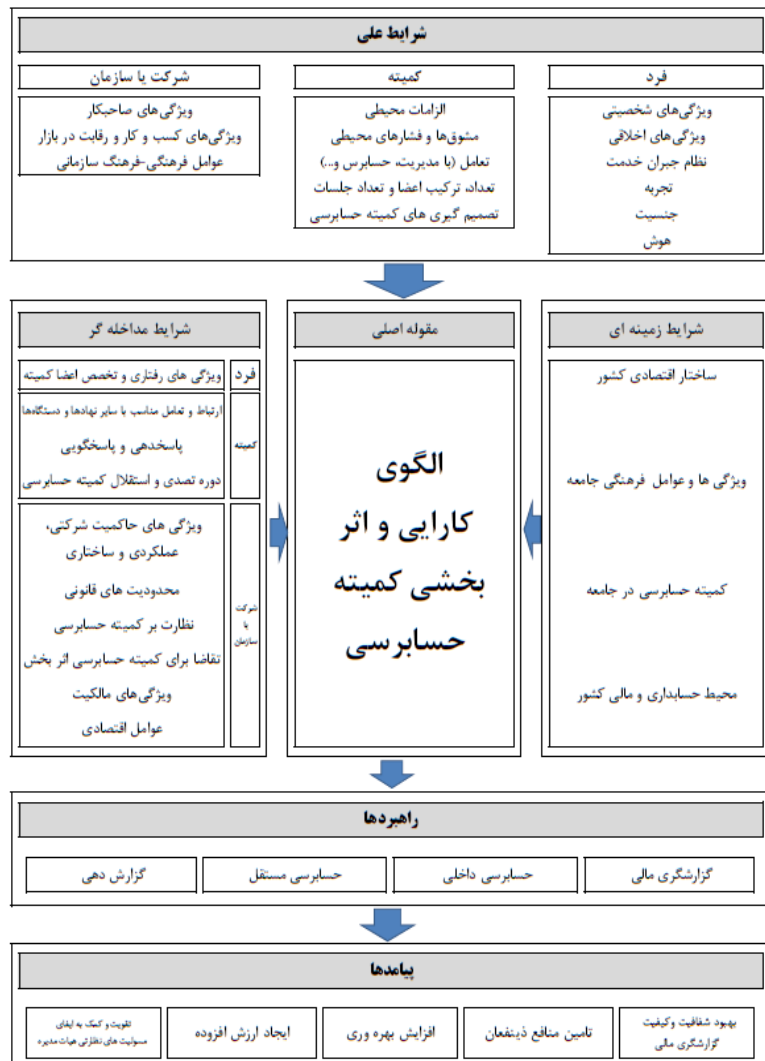 شرایط علی
فرد
ویژگی‌های شخصیتی
ویژگی‌های اخلاقی
نظام جبران خدمت
تجربه
جنسیت
هوش
کمیته
الزامات محیطی
مشوق‌ها و فشارهای محیطی
تعامل (با مدیریت، حسابرس و...)
تعداد، ترکیب اعضا و تعداد جلسات
تصمیم گیری های کمیته حسابرسی
شرکت یا سازمان
ویژگی‌های صاحبکار
ویژگی‌های کسب و کار و رقابت در بازار
عوامل فرهنگی-فرهنگ سازمانی
شرایط زمینه ای
ساختار اقتصادی کشور
ویژگی ها و عوامل فرهنگی جامعه
کمیته حسابرسی در جامعه
محیط حسابداری و مالی کشور
مقوله اصلی
الگوی
کارایی و اثر
بخشی کمیته
حسابرسی
شرایط مداخله گر
فرد
ویژگی های رفتاری و تخصص اعضا کمیته
کمیته
ارتباط و تعامل مناسب با سایر نهادها و دستگاه‌ها
پاسخدهی و پاسخگویی
دوره تصدی و استقلال کمیته حسابرسی
شرکت
یا
سازمان
ویژگی های حاکمیت شرکتی،
عملکردی و ساختاری
محدودیت های قانونی
نظارت بر کمیته حسابرسی
تقاضا برای کمیته حسابرسی اثر بخش
ویژگی‌های مالکیت
عوامل اقتصادی
راهبردها
گزارشگری مالی
حسابرسی داخلی
حسابرسی مستقل
گزارش دهی
پیامدها
بهبود شفافیت وکیفیت
گزارشگری مالی
تامین منافع ذینفعان
افزایش بهره وری
ایجاد ارزش افزوده
تقویت و کمک به ایفای
مسولیت های نظارتی هیات مدیره